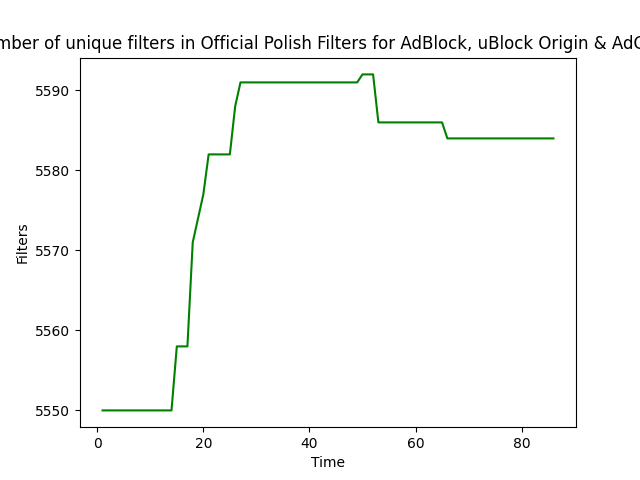 mber of unique filters in Official Polish Filters for AdBlock, uBlock Origin & AdG
5590
5580
5570
5560
5550
Filters
0 20 40 60 80
Time